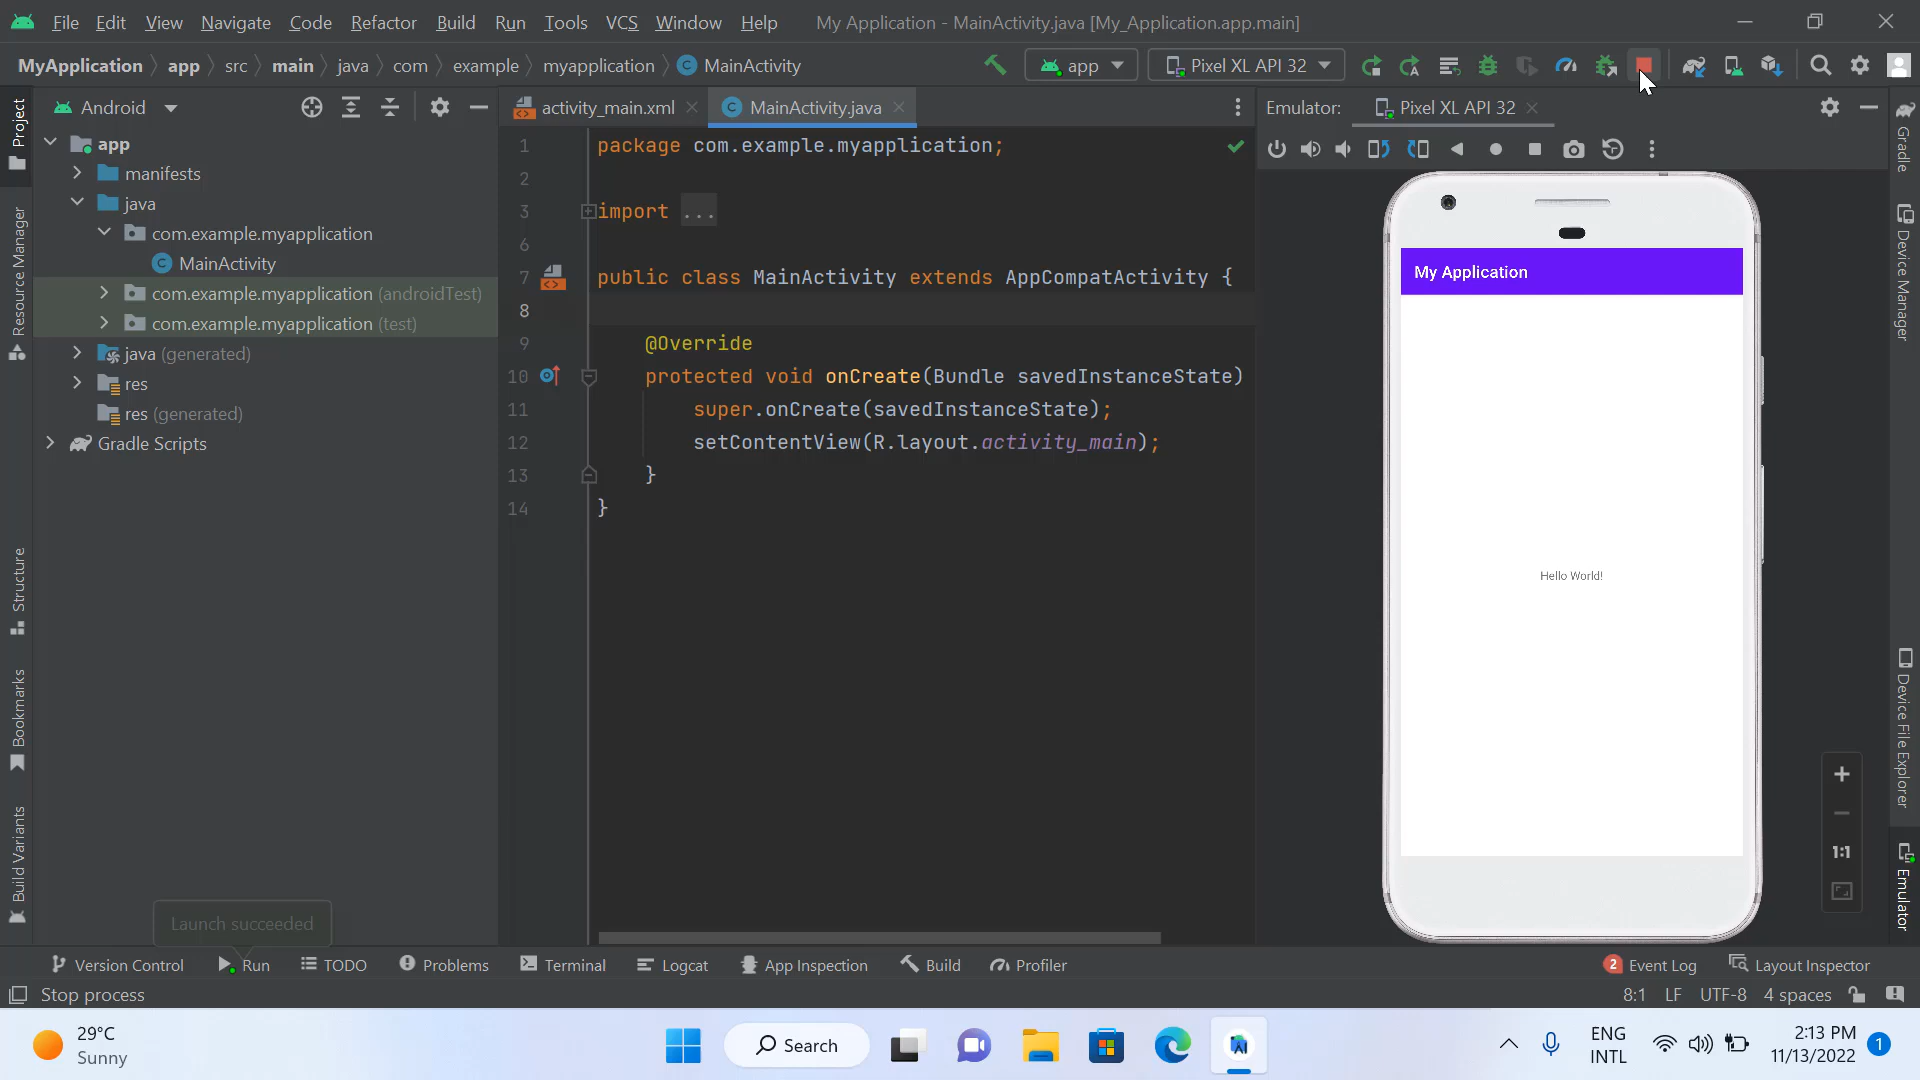 File Edit View Navigate Code Refactor Build Run Tools VCS Window Help My Application - MainActivity.java [My_Application.app.main]
MyApplication app src main java com example myapplication MainActivity app Pixel XL API 32
Project
Resource Manager
Structure
Bookmarks
Build Variants
Android
app
manifests
java
com.example.myapplication
MainActivity
com.example.myapplication (androidTest)
com.example.myapplication (test)
java (generated)
res
res (generated)
Gradle Scripts
Launch succeeded
activity_main.xml MainActivity.java
1 package com.example.myapplication;
2
3 import ...
6
7 public class MainActivity extends AppCompatActivity {
8
9 @Override
10 protected void onCreate(Bundle savedInstanceState)
11 super.onCreate(savedInstanceState);
12 setContentView(R.layout.activity_main);
13 }
14 }
Emulator: Pixel XL API 32
My Application
Hello World!
1:1
Gradle
Device Manager
Device File Explorer
Emulator
Version Control Run TODO Problems Terminal Logcat App Inspection Build Profiler 2 Event Log Layout Inspector
Stop process 8:1 LF UTF-8 4 spaces
29°C
Sunny
Search
ENG
INTL
2:13 PM
11/13/2022
1